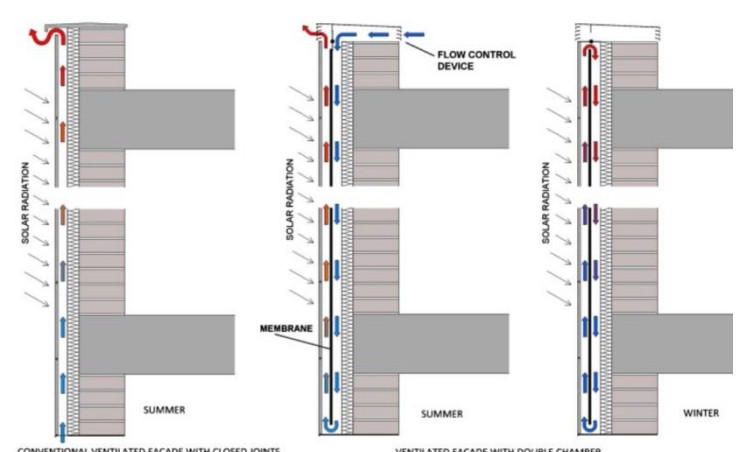 FLOW CONTROL
DEVICE
SOLAR RADIATION
SOLAR RADIATION
SOLAR RADIATION
MEMBRANE
SUMMER
SUMMER
WINTER
CONVENTIONAL VENTILATED FACADE WITH CLOSED JOINTS
VENTILATED FACADE WITH DOUBLE CHAMBER